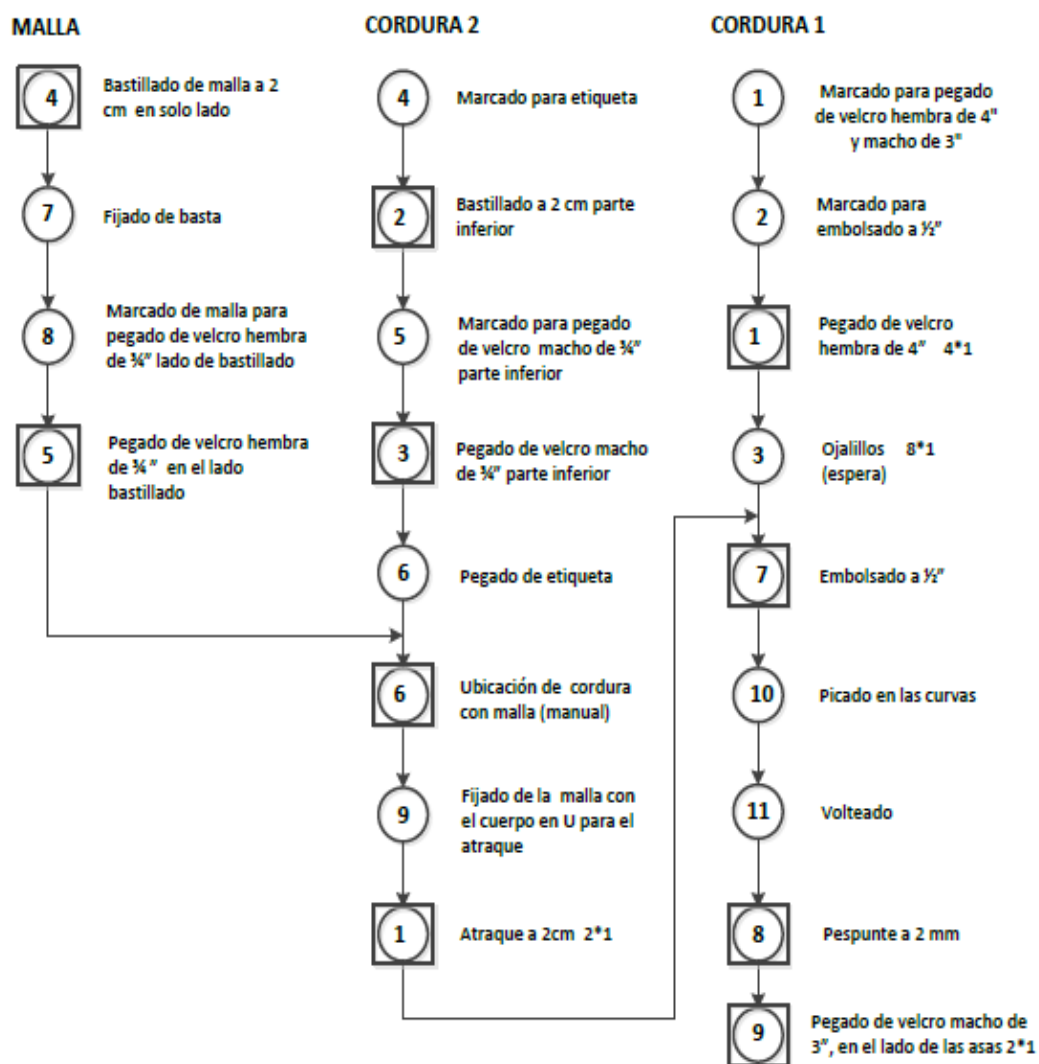 MALLA
4
Bastillado de malla a 2
cm en solo lado
7
Fijado de basta
8
Marcado de malla para
pegado de velcro hembra
de ¾” lado de bastillado
5
Pegado de velcro hembra
de ¾ ” en el lado
bastillado
CORDURA 2
4
Marcado para etiqueta
2
Bastillado a 2 cm parte
inferior
5
Marcado para pegado
de velcro macho de ¾”
parte inferior
3
Pegado de velcro macho
de ¾” parte inferior
6
Pegado de etiqueta
6
Ubicación de cordura
con malla (manual)
9
Fijado de la malla con
el cuerpo en U para el
atraque
1
Atraque a 2cm 2*1
CORDURA 1
1
Marcado para pegado
de velcro hembra de 4"
y macho de 3"
2
Marcado para
embolsado a ½”
1
Pegado de velcro
hembra de 4” 4*1
3
Ojalillos 8*1
(espera)
7
Embolsado a ½”
10
Picado en las curvas
11
Volteado
8
Pespunte a 2 mm
9
Pegado de velcro macho de
3”, en el lado de las asas 2*1